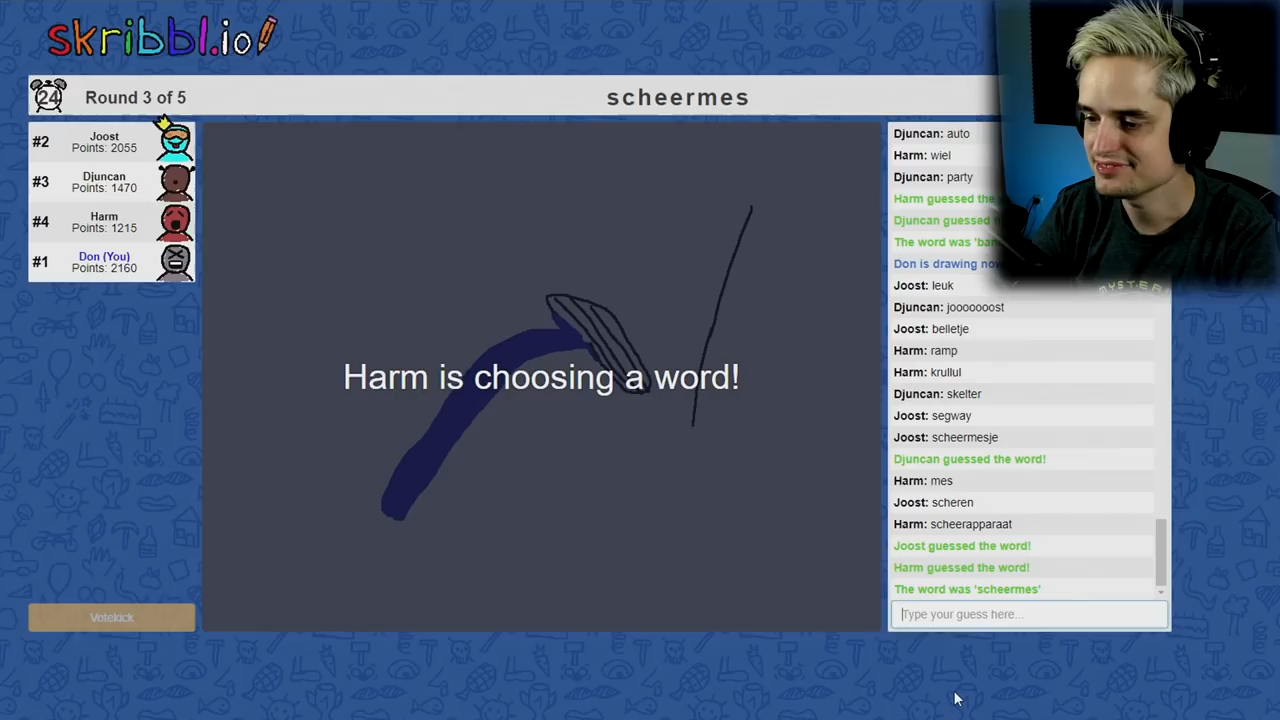 skribbl.io
24
Round 3 of 5
scheermes
#2
Joost
Points: 2055
#3
Djuncan
Points: 1470
#4
Harm
Points: 1215
#1
Don (You)
Points: 2160
Votekick
Harm is choosing a word!
Djuncan: auto
Harm: wiel
Djuncan: party
Harm guessed the
Djuncan guessed
The word was
Don is drawing
Joost: leuk
Djuncan: jooooooost
Joost: belletje
Harm: ramp
Harm: krullul
Djuncan: skelter
Joost: segway
Joost: scheermesje
Djuncan guessed the word!
Harm: mes
Joost: scheren
Harm: scheerapparaat
Joost guessed the word!
Harm guessed the word!
The word was 'scheermes'
Type your guess here...